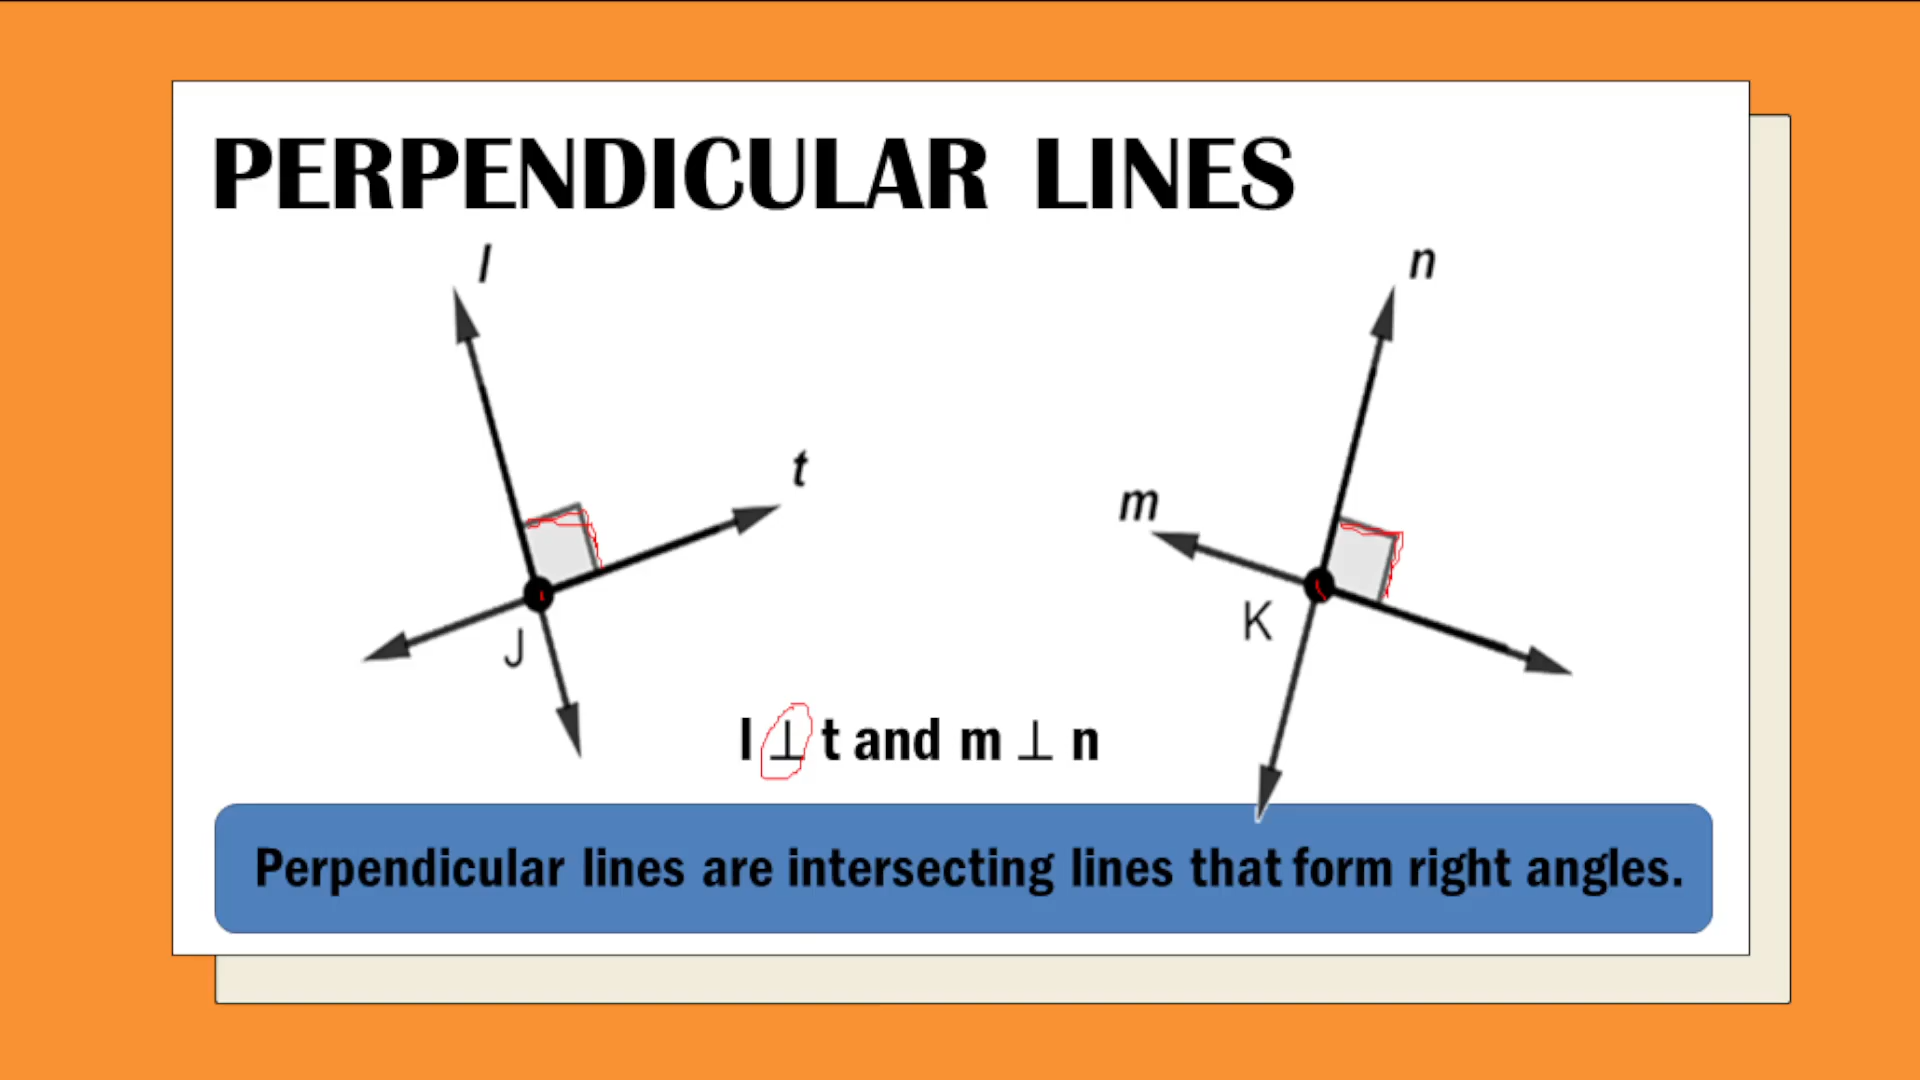 PERPENDICULAR LINES
l
n
t
m
K
J
l ⊥ t and m ⊥ n
Perpendicular lines are intersecting lines that form right angles.